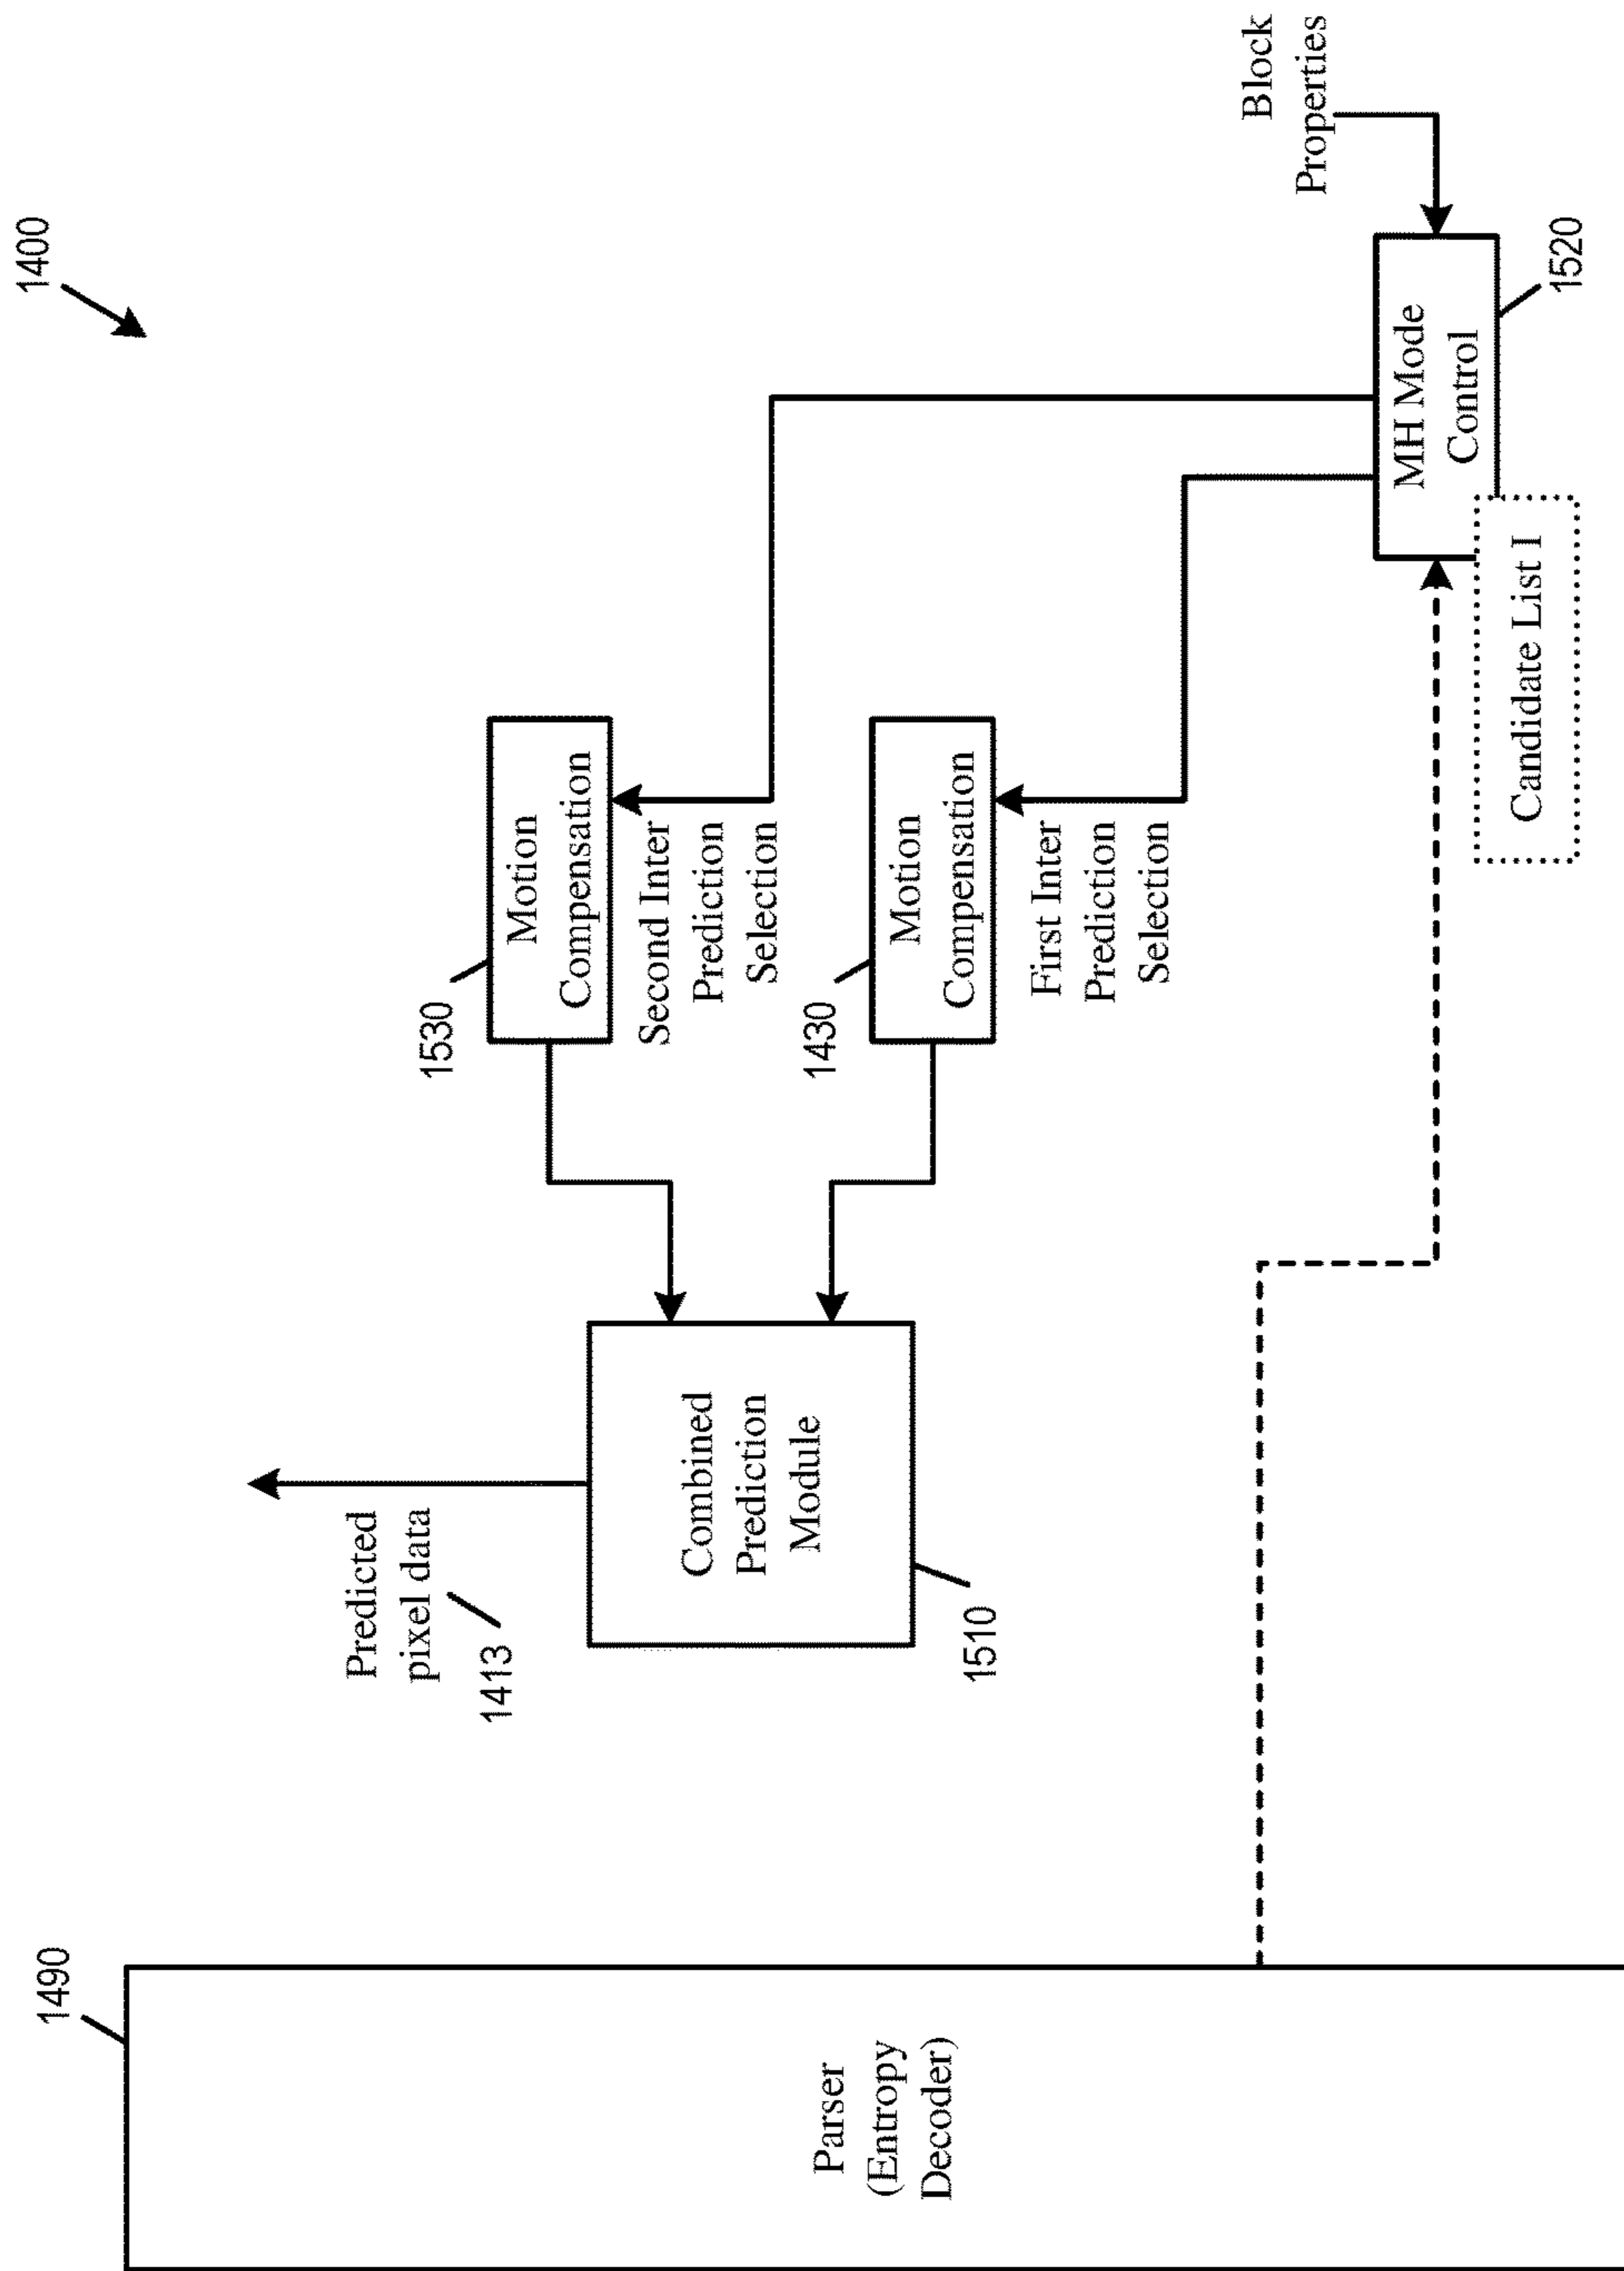 1400
1490
Parser
(Entropy
Decoder)
Predicted
pixel data
1413
Combined
Prediction
Module
1510
1530
Motion
Compensation
Second Inter
Prediction
Selection
1430
Motion
Compensation
First Inter
Prediction
Selection
Block
Properties
MH Mode
Control
1520
Candidate List I